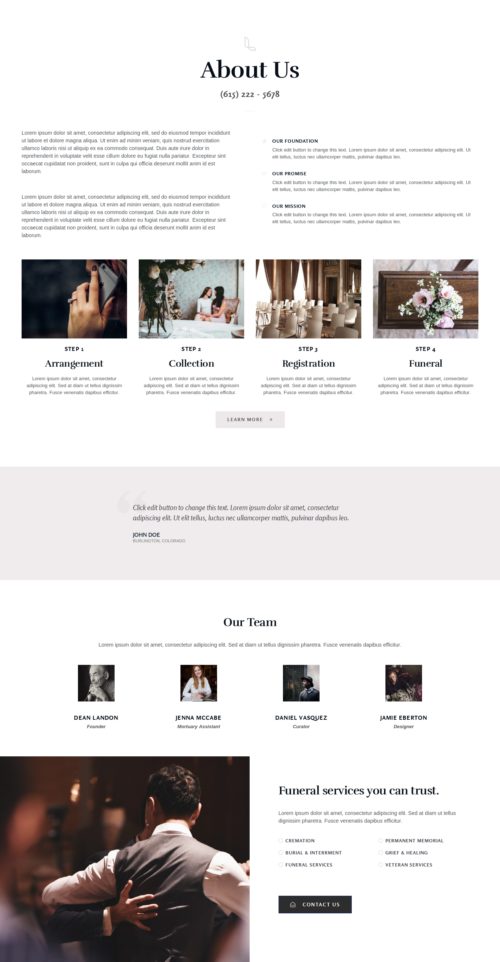 About Us
(615) 222 - 5678
Lorem ipsum dolor sit amet, consectetur adipiscing elit, sed do eiusmod tempor incididunt
ut labore et dolore magna aliqua. Ut enim ad minim veniam, quis nostrud exercitation
ullamco laboris nisi ut aliquip ex ea commodo consequat. Duis aute irure dolor in
reprehenderit in voluptate velit esse cillum dolore eu fugiat nulla pariatur. Excepteur sint
occaecat cupidatat non proident, sunt in culpa qui officia deserunt mollit anim id est
laborum.
Lorem ipsum dolor sit amet, consectetur adipiscing elit, sed do eiusmod tempor incididunt
ut labore et dolore magna aliqua. Ut enim ad minim veniam, quis nostrud exercitation
ullamco laboris nisi ut aliquip ex ea commodo consequat. Duis aute irure dolor in
reprehenderit in voluptate velit esse cillum dolore eu fugiat nulla pariatur. Excepteur sint
occaecat cupidatat non proident, sunt in culpa qui officia deserunt mollit anim id est
laborum.
OUR FOUNDATION
Click edit button to change this text. Lorem ipsum dolor sit amet, consectetur adipiscing elit. Ut
elit tellus, luctus nec ullamcorper mattis, pulvinar dapibus leo.
OUR PROMISE
Click edit button to change this text. Lorem ipsum dolor sit amet, consectetur adipiscing elit. Ut
elit tellus, luctus nec ullamcorper mattis, pulvinar dapibus leo.
OUR MISSION
Click edit button to change this text. Lorem ipsum dolor sit amet, consectetur adipiscing elit. Ut
elit tellus, luctus nec ullamcorper mattis, pulvinar dapibus leo.
STEP 1
Arrangement
Lorem ipsum dolor sit amet, consectetur
adipiscing elit. Sed at diam ut tellus dignissim
pharetra. Fusce venenatis dapibus efficitur.
STEP 2
Collection
Lorem ipsum dolor sit amet, consectetur
adipiscing elit. Sed at diam ut tellus dignissim
pharetra. Fusce venenatis dapibus efficitur.
STEP 3
Registration
Lorem ipsum dolor sit amet, consectetur
adipiscing elit. Sed at diam ut tellus dignissim
pharetra. Fusce venenatis dapibus efficitur.
STEP 4
Funeral
Lorem ipsum dolor sit amet, consectetur
adipiscing elit. Sed at diam ut tellus dignissim
pharetra. Fusce venenatis dapibus efficitur.
LEARN MORE
Click edit button to change this text. Lorem ipsum dolor sit amet, consectetur
adipiscing elit. Ut elit tellus, luctus nec ullamcorper mattis, pulvinar dapibus leo.
JOHN DOE
BURLINGTON, COLORADO
Our Team
Lorem ipsum dolor sit amet, consectetur adipiscing elit. Sed at diam ut tellus dignissim pharetra. Fusce venenatis dapibus efficitur.
DEAN LANDON
Founder
JENNA MCCABE
Mortuary Assistant
DANIEL VASQUEZ
Curator
JAMIE EBERTON
Designer
Funeral services you can trust.
Lorem ipsum dolor sit amet, consectetur adipiscing elit. Sed at diam ut tellus
dignissim pharetra. Fusce venenatis dapibus efficitur.
CREMATION
BURIAL & INTERRMENT
FUNERAL SERVICES
PERMANENT MEMORIAL
GRIEF & HEALING
VETERAN SERVICES
CONTACT US